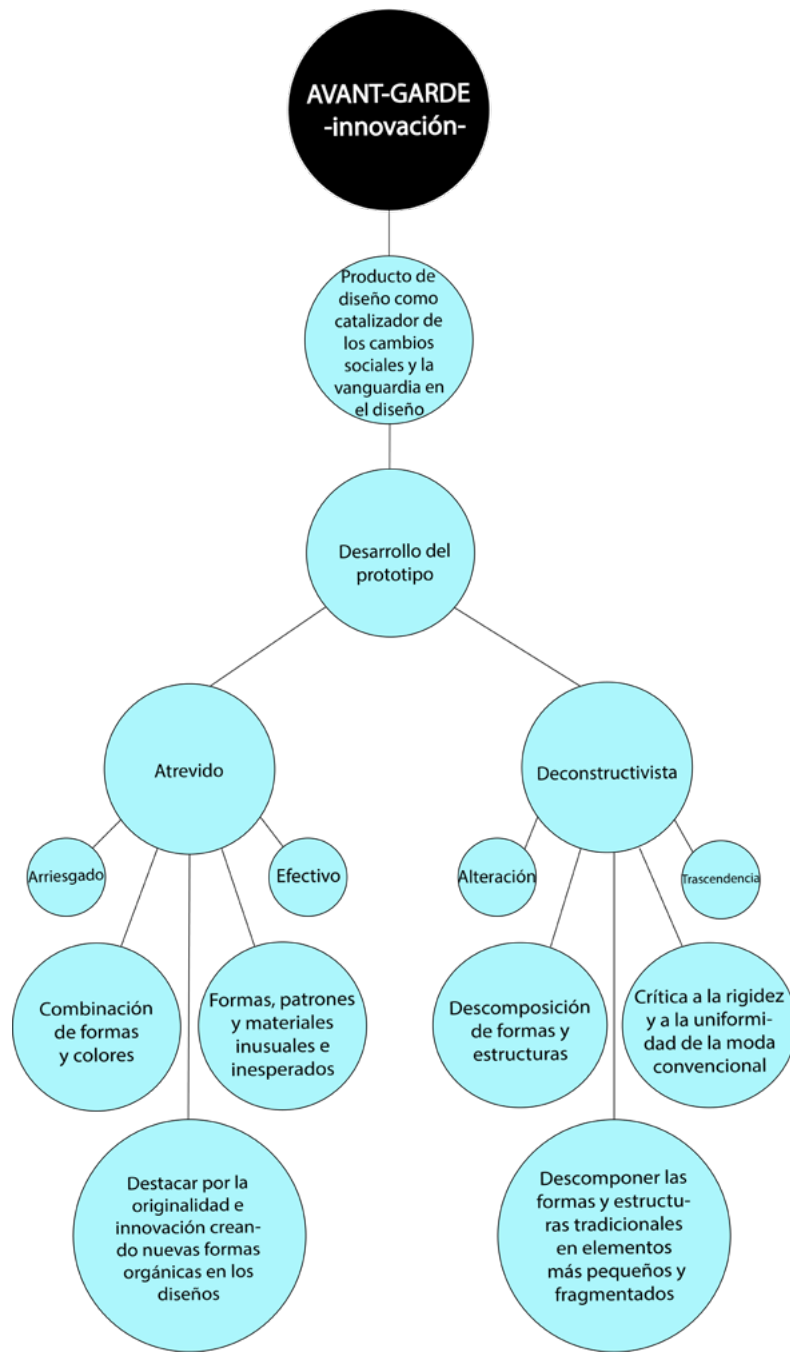 AVANT-GARDE
-innovación-
Producto de
diseño como
catalizador de
los cambios
sociales y la
vanguardia en
el diseño
Desarrollo del
prototipo
Atrevido
Arriesgado
Efectivo
Combinación
de formas
y colores
Formas, patrones
y materiales
inusuales e
inesperados
Destacar por la
originalidad e
innovación crean-
do nuevas formas
orgánicas en los
diseños
Deconstructivista
Alteración
Trascendencia
Descomposición
de formas y
estructuras
Crítica a la rigidez
y a la uniformi-
dad de la moda
convencional
Descomponer las
formas y estructu-
ras tradicionales
en elementos
más pequeños y
fragmentados